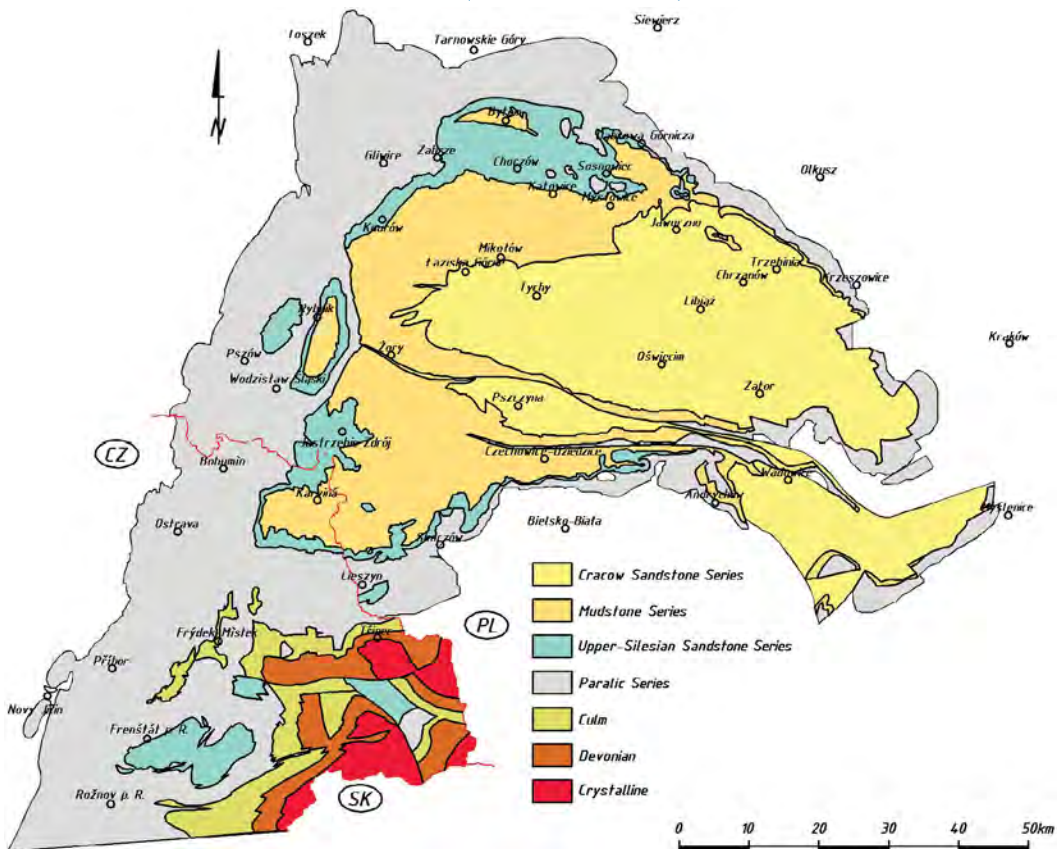 Siewierz
Toszek
Tarnowskie Góry
N
Bytom
Dąbrowa Górnicza
Zabrze
Gliwice
Chorzów
Sosnowiec
Olkusz
Katowice
Mysłowice
Knurów
Jaworzno
Mikołów
Łaziska Górne
Trzebinia
Chrzanów
Krzeszowice
Tychy
Libiąż
Rybnik
Kraków
Pszów
Żory
Oświęcim
Wodzisław Śląski
Zator
Pszczyna
Jastrzębie Zdrój
CZ
Bohumín
Czechowice-Dziedzice
Wadowice
Karviná
Andrychów
Myślenice
Ostrava
Bielsko-Biała
Skoczów
Cieszyn
Cracow Sandstone Series
Mudstone Series
PL
Frýdek Místek
Třinec
Upper-Silesian Sandstone Series
Příbor
Paralic Series
Nový Jičín
Culm
Frenštát p. R.
Devonian
Crystalline
Rožnov p. R.
SK
0 10 20 30 40 50km